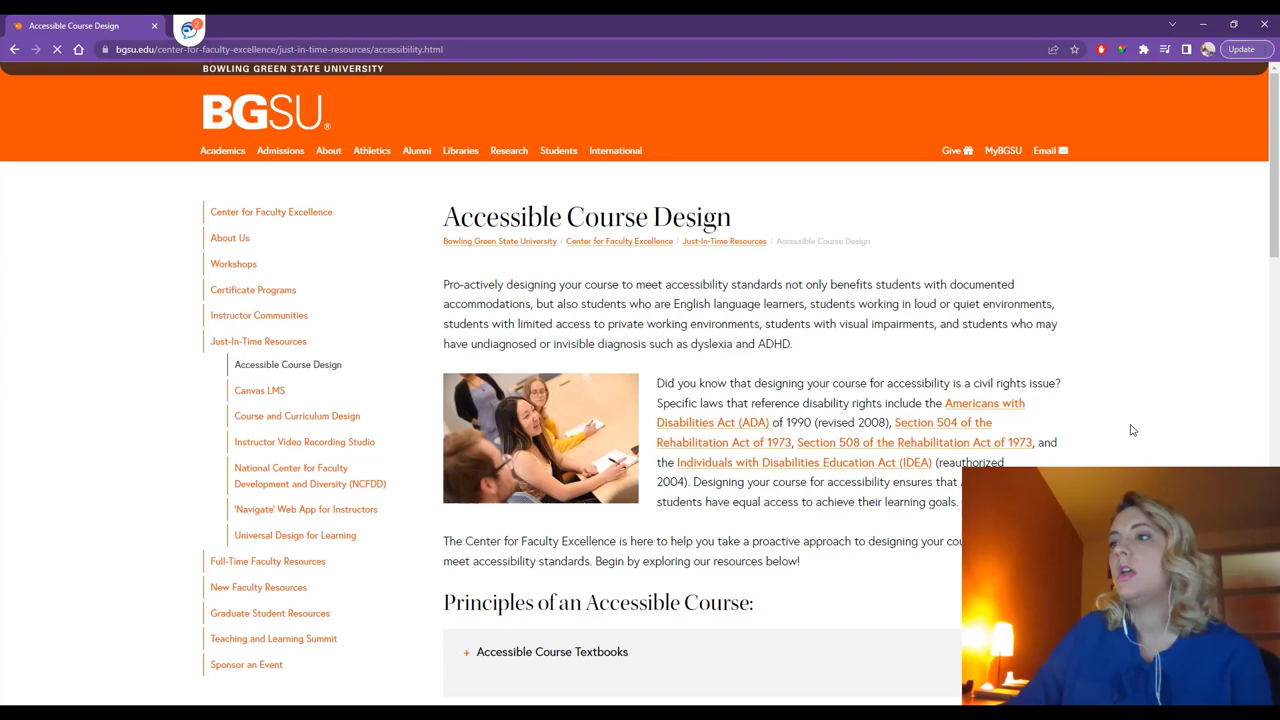 Accessible Course Design
2
bgsu.edu/center-for-faculty-excellence/just-in-time-resources/accessibility.html
Update
BOWLING GREEN STATE UNIVERSITY
BGSU®
Academics Admissions About Athletics Alumni Libraries Research Students International Give MyBGSU Email
Center for Faculty Excellence
About Us
Workshops
Certificate Programs
Instructor Communities
Just-In-Time Resources
Accessible Course Design
Canvas LMS
Course and Curriculum Design
Instructor Video Recording Studio
National Center for Faculty
Development and Diversity (NCFDD)
'Navigate' Web App for Instructors
Universal Design for Learning
Full-Time Faculty Resources
New Faculty Resources
Graduate Student Resources
Teaching and Learning Summit
Sponsor an Event
Accessible Course Design
Bowling Green State University / Center for Faculty Excellence / Just-In-Time Resources / Accessible Course Design
Pro-actively designing your course to meet accessibility standards not only benefits students with documented
accommodations, but also students who are English language learners, students working in loud or quiet environments,
students with limited access to private working environments, students with visual impairments, and students who may
have undiagnosed or invisible diagnosis such as dyslexia and ADHD.
Did you know that designing your course for accessibility is a civil rights issue?
Specific laws that reference disability rights include the Americans with
Disabilities Act (ADA) of 1990 (revised 2008), Section 504 of the
Rehabilitation Act of 1973, Section 508 of the Rehabilitation Act of 1973, and
the Individuals with Disabilities Education Act (IDEA) (reauthorized
2004). Designing your course for accessibility ensures that
students have equal access to achieve their learning goals.
The Center for Faculty Excellence is here to help you take a proactive approach to designing your
meet accessibility standards. Begin by exploring our resources below!
Principles of an Accessible Course:
+ Accessible Course Textbooks